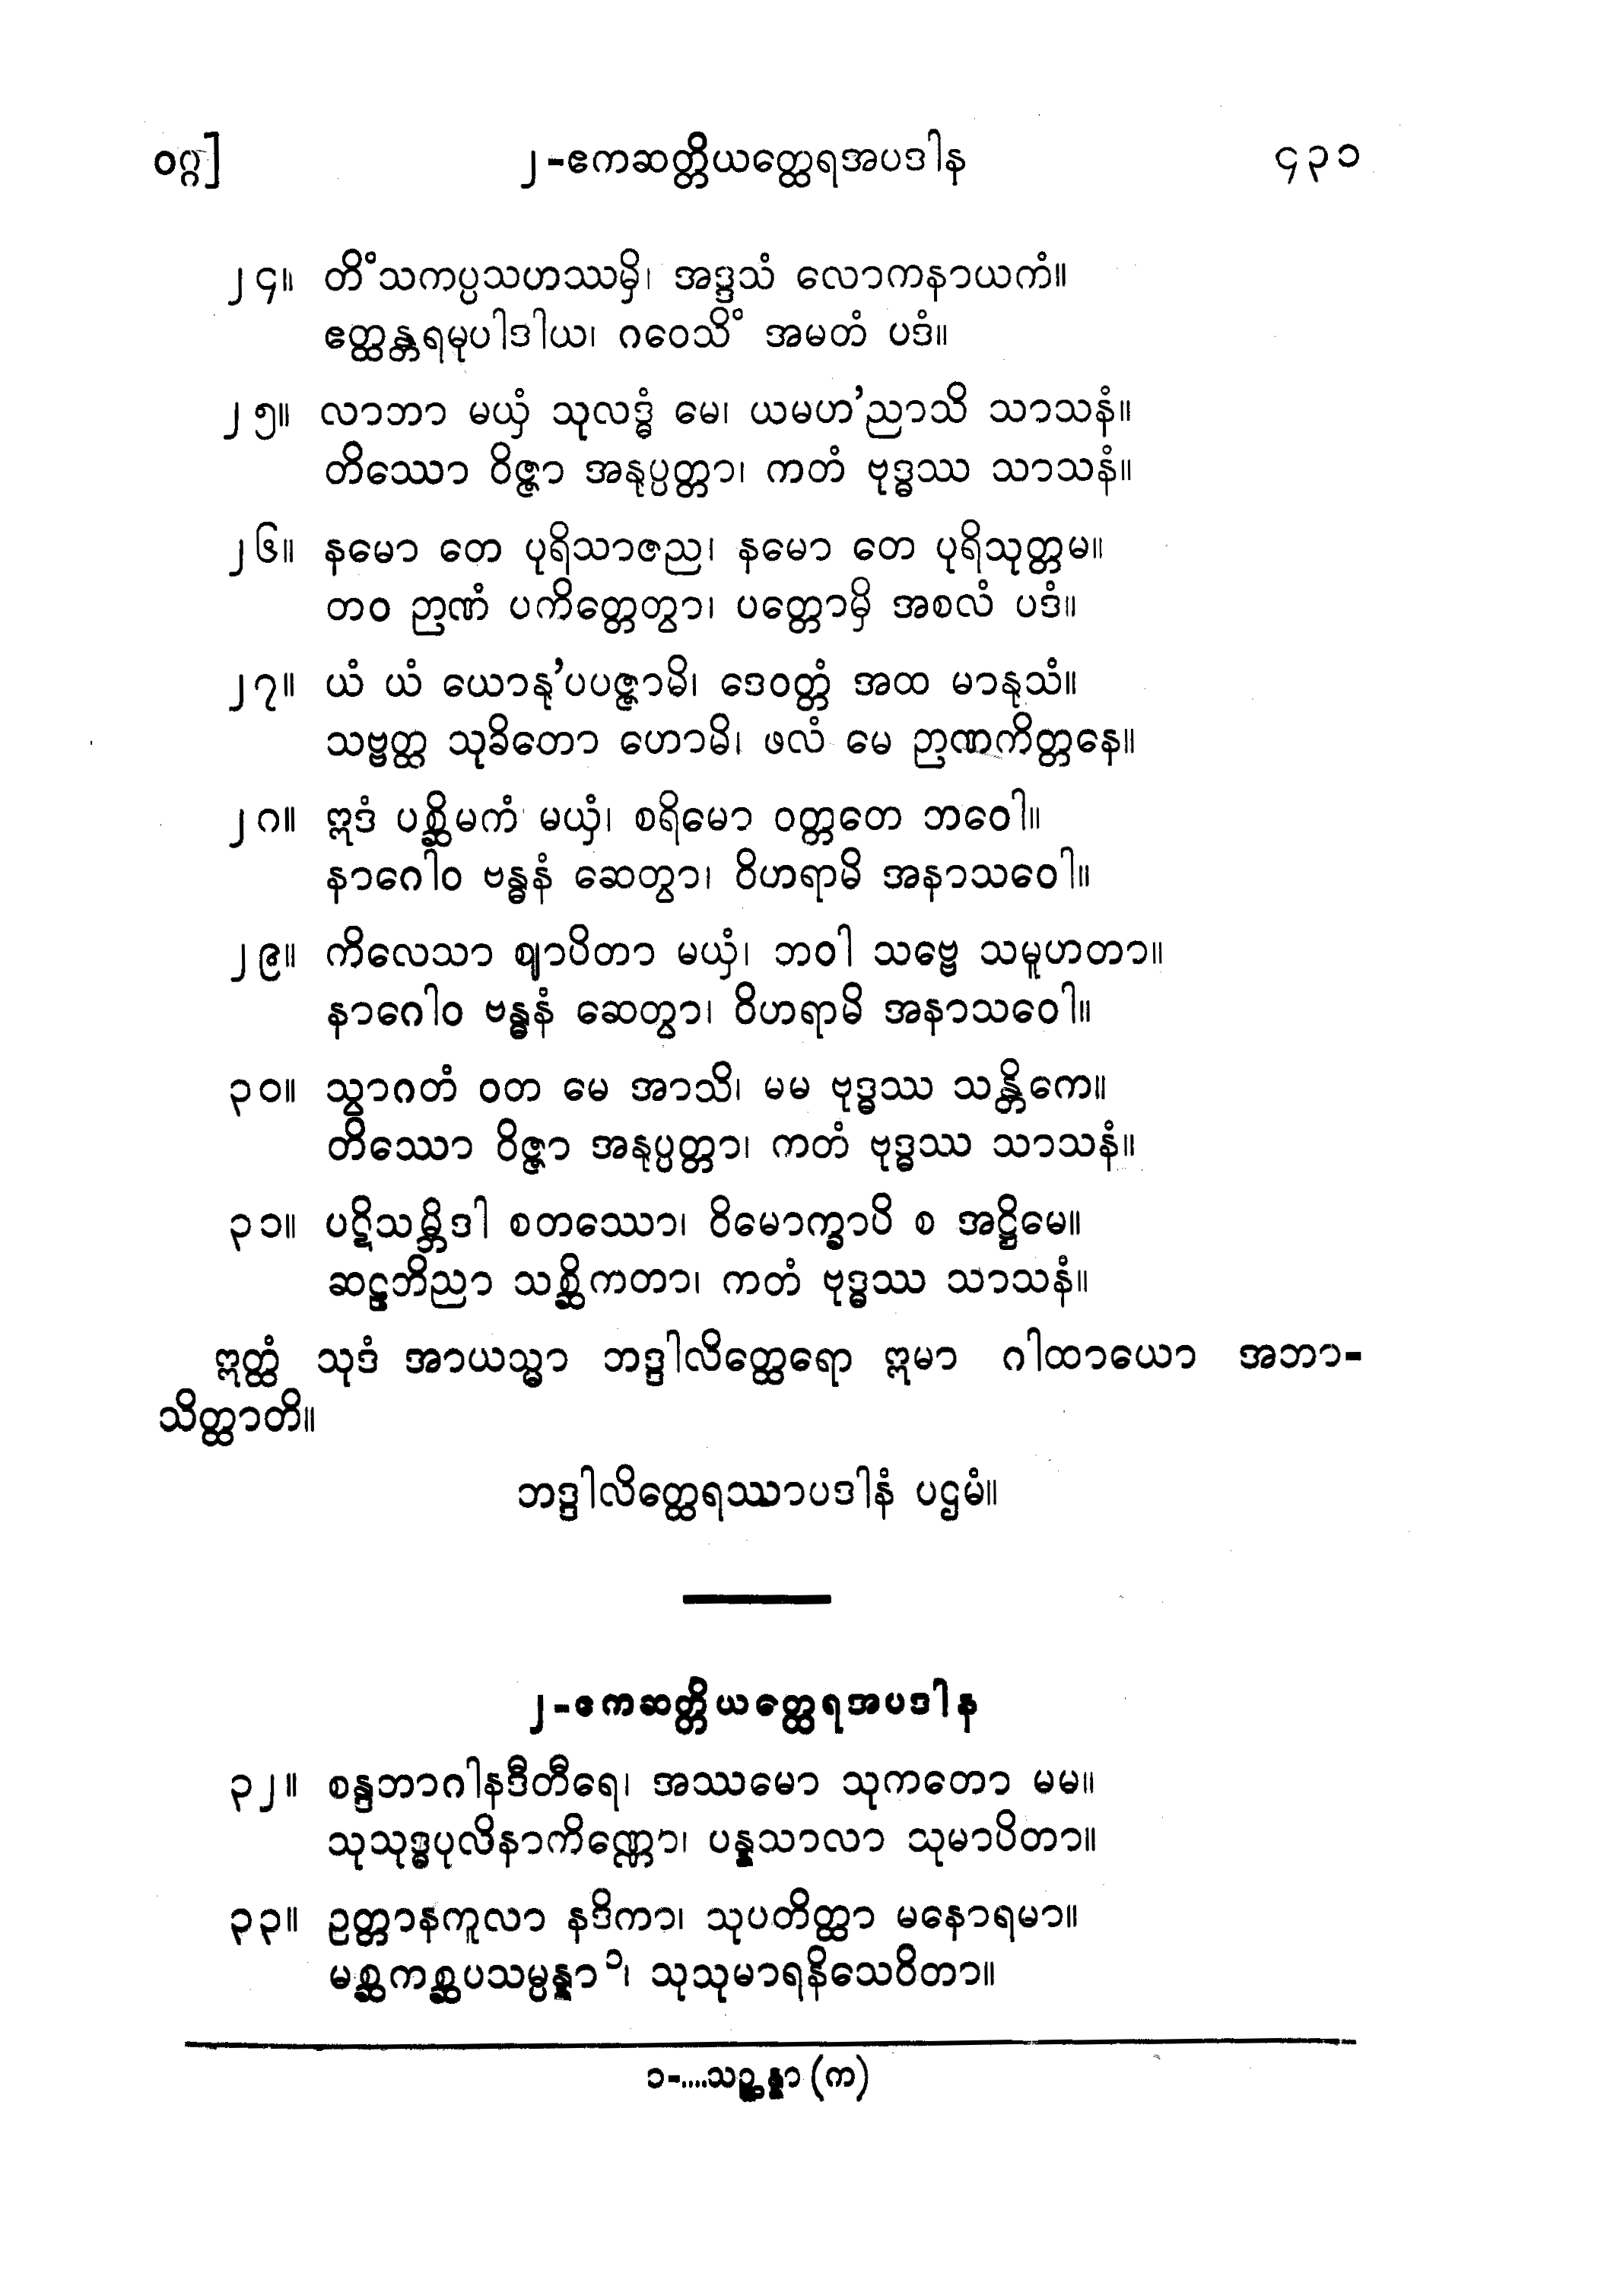 ဝဂ္ဂ] ၂-ဧကဆတ္တိယတ္ထေရအပဒါန ၄၃၁
၂၄။ တိံသကပ္ပသဟဿမှိ၊ အဒ္ဒသံ လောကနာယကံ။
ဧတ္ထန္တရမုပါဒါယ၊ ဂဝေသိံ အမတံ ပဒံ။
၂၅။ လာဘာ မယှံ သုလဒ္ဓံ မေ၊ ယမဟ’ညာသိ သာသနံ။
တိဿော ဝိဇ္ဇာ အနုပ္ပတ္တာ၊ ကတံ ဗုဒ္ဓဿ သာသနံ။
၂၆။ နမော တေ ပုရိသာဇည၊ နမော တေ ပုရိသုတ္တမ။
တဝ ဉာဏံ ပကိတ္တေတွာ၊ ပတ္တောမှိ အစလံ ပဒံ။
၂၇။ ယံ ယံ ယောနု’ပပဇ္ဇာမိ၊ ဒေဝတ္တံ အထ မာနုသံ။
သဗ္ဗတ္ထ သုခိတော ဟောမိ၊ ဖလံ မေ ဉာဏကိတ္တနေ။
၂၈။ ဣဒံ ပစ္ဆိမကံ မယှံ၊ စရိမော ဝတ္တတေ ဘဝေါ။
နာဂေါဝ ဗန္ဓနံ ဆေတွာ၊ ဝိဟရာမိ အနာသဝေါ။
၂၉။ ကိလေသာ ဈာပိတာ မယှံ၊ ဘဝါ သဗ္ဗေ သမူဟတာ။
နာဂေါဝ ဗန္ဓနံ ဆေတွာ၊ ဝိဟရာမိ အနာသဝေါ။
၃၀။ သွာဂတံ ဝတ မေ အာသိ၊ မမ ဗုဒ္ဓဿ သန္တိကေ။
တိဿော ဝိဇ္ဇာ အနုပ္ပတ္တာ၊ ကတံ ဗုဒ္ဓဿ သာသနံ။
၃၁။ ပဋိသမ္ဘိဒါ စတဿော၊ ဝိမောက္ခာပိ စ အဋ္ဌိမေ။
ဆဠဘိညာ သစ္ဆိကတာ၊ ကတံ ဗုဒ္ဓဿ သာသနံ။
ဣတ္ထံ သုဒံ အာယသ္မာ ဘဒ္ဒါလိတ္ထေရော ဣမာ ဂါထာယော အဘာ-
သိတ္ထာတိ။
ဘဒ္ဒါလိတ္ထေရဿာပဒါနံ ပဌမံ။
၂-ဧကဆတ္တိယတ္ထေရအပဒါန
၃၂။ စန္ဒဘာဂါနဒီတီရေ၊ အဿမော သုကတော မမ။
သုသုဒ္ဓပုလိနာကိဏ္ဏော၊ ပန္နသာလာ သုမာပိတာ။
၃၃။ ဥတ္တာနကူလာ နဒိကာ၊ သုပတိတ္ထာ မနောရမာ။
မစ္ဆကစ္ဆပသမ္ပန္နာ၁၊ သုသုမာရနိသေဝိတာ။
၁-....သဉ္ဆန္နာ (က)